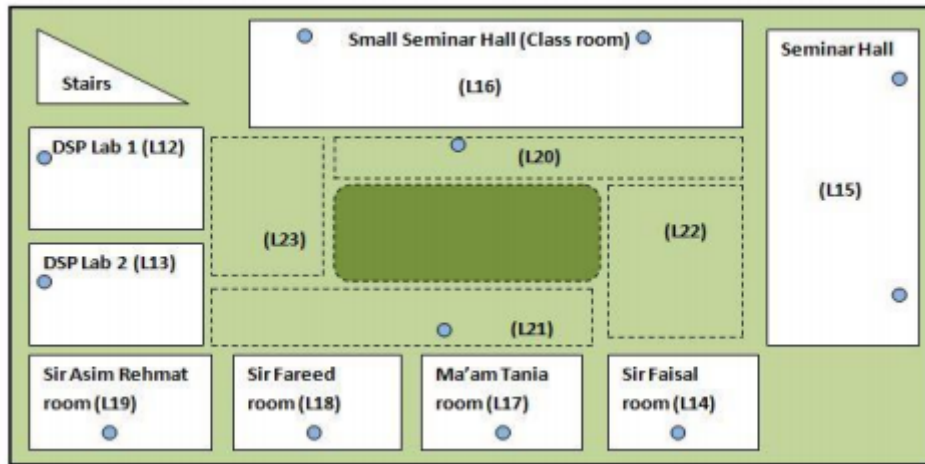 Small Seminar Hall (Class room)
(L16)
Seminar Hall
(L15)
Stairs
DSP Lab 1 (L12)
(L20)
(L23)
(L22)
DSP Lab 2 (L13)
(L21)
Sir Asim Rehmat
room (L19)
Sir Fareed
room (L18)
Ma'am Tania
room (L17)
Sir Faisal
room (L14)